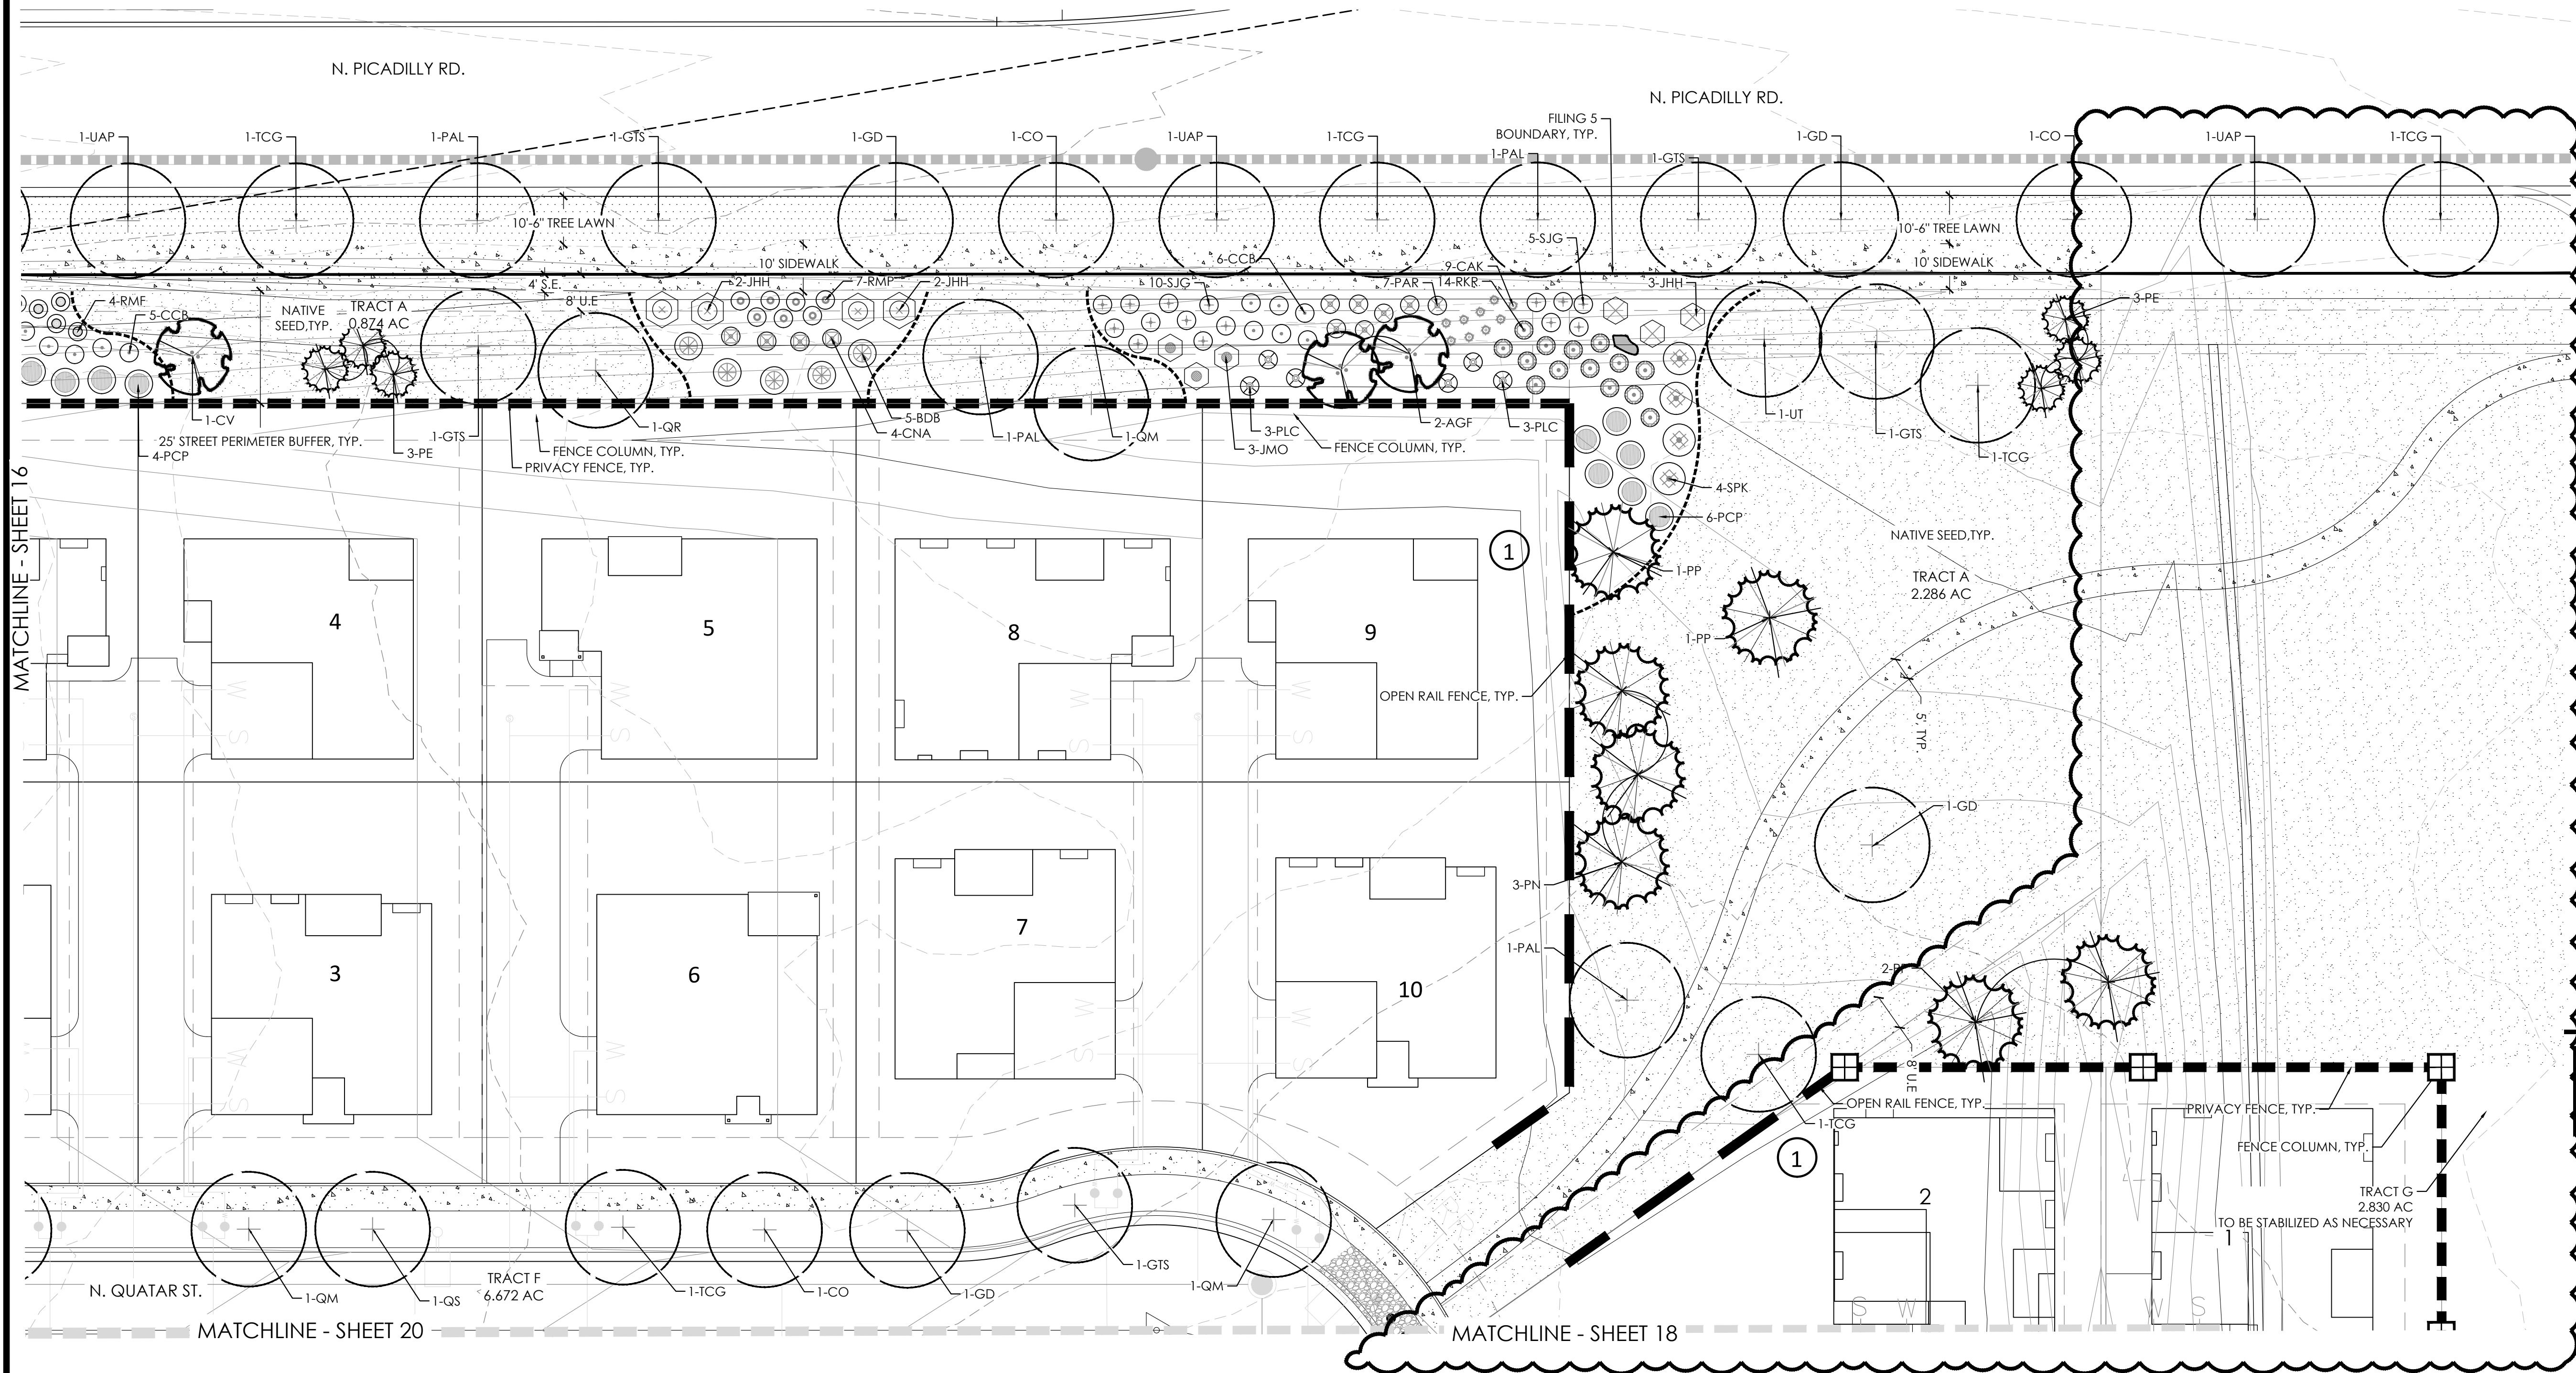 N. PICADILLY RD.
N. PICADILLY RD.
FILING 5
BOUNDARY, TYP.
1-UAP
1-TCG
1-PAL
1-GTS
1-GD
1-CO
1-UAP
1-TCG
1-PAL
1-GTS
1-GD
1-CO
1-UAP
1-TCG
10'-6" TREE LAWN
10'-6" TREE LAWN
5-SJG
10' SIDEWALK
6-CCB
9-CAK
10' SIDEWALK
4' S.E.
2-JHH
7-RMP
2-JHH
10-SJG
7-PAR
14-RKR
3-JHH
4-RMF
8' U.E
NATIVE
SEED,TYP.
TRACT A
0.874 AC
5-CCB
3-PE
1-CV
25' STREET PERIMETER BUFFER, TYP.
4-PCP
3-PE
1-GTS
FENCE COLUMN, TYP.
PRIVACY FENCE, TYP.
1-QR
5-BDB
4-CNA
1-PAL
1-QM
3-PLC
3-JMO
FENCE COLUMN, TYP.
2-AGF
3-PLC
1-UT
1-GTS
1-TCG
4-SPK
6-PCP
MATCHLINE - SHEET 16
NATIVE SEED,TYP.
1
1-PP
TRACT A
2.286 AC
4
5
8
9
1-PP
OPEN RAIL FENCE, TYP.
5', TYP.
W
S
W
W
S
W
S
1-GD
3-PN
1-PAL
3
6
7
10
W
S
W
S
W
S
W
S
8' U.E
OPEN RAIL FENCE, TYP.
1-TCG
1
PRIVACY FENCE, TYP.
FENCE COLUMN, TYP.
2
1
TRACT G
2.830 AC
TO BE STABILIZED AS NECESSARY
S W
W S
N. QUATAR ST.
1-QM
1-QS
TRACT F
6.672 AC
1-TCG
1-CO
1-GD
1-GTS
1-QM
MATCHLINE - SHEET 20
MATCHLINE - SHEET 18